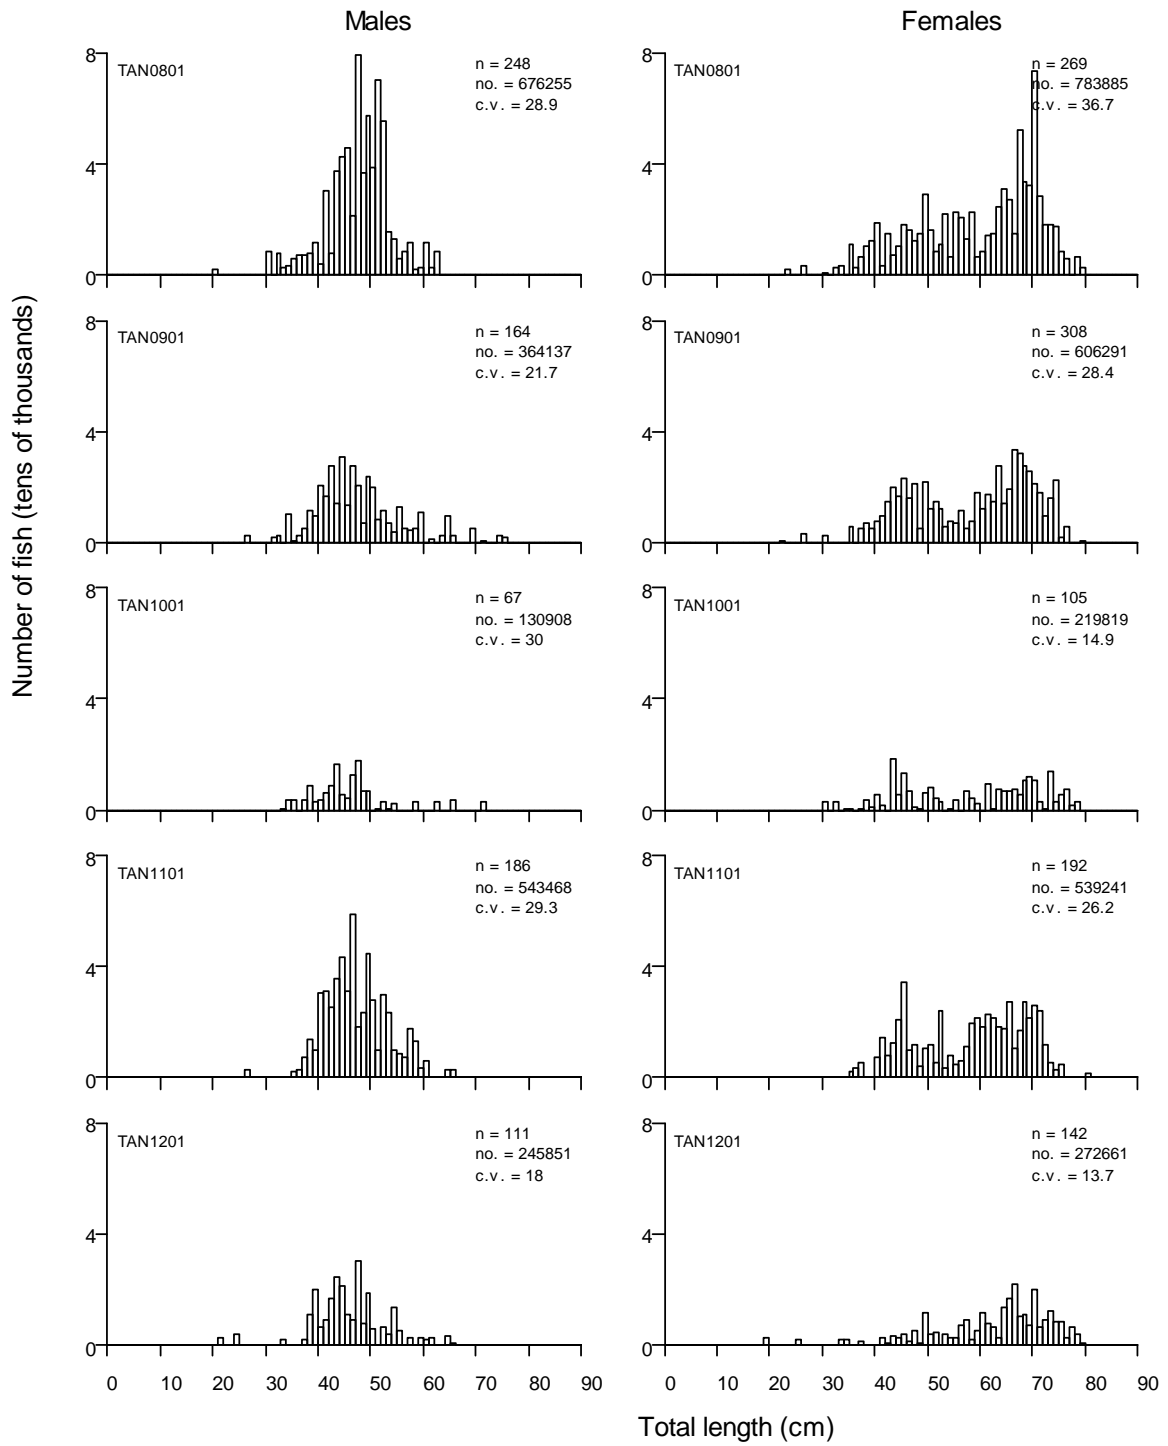 Males Females
Number of fish (tens of thousands)
8 TAN0801 n = 248 8 TAN0801 n = 269
no. = 676255 no. = 783885
c.v. = 28.9 c.v. = 36.7
4 4
0 0
8 TAN0901 n = 164 8 TAN0901 n = 308
no. = 364137 no. = 606291
c.v. = 21.7 c.v. = 28.4
4 4
0 0
8 TAN1001 n = 67 8 TAN1001 n = 105
no. = 130908 no. = 219819
c.v. = 30 c.v. = 14.9
4 4
0 0
8 TAN1101 n = 186 8 TAN1101 n = 192
no. = 543468 no. = 539241
c.v. = 29.3 c.v. = 26.2
4 4
0 0
8 TAN1201 n = 111 8 TAN1201 n = 142
no. = 245851 no. = 272661
c.v. = 18 c.v. = 13.7
4 4
0 0
0 10 20 30 40 50 60 70 80 90 0 10 20 30 40 50 60 70 80 90
Total length (cm)